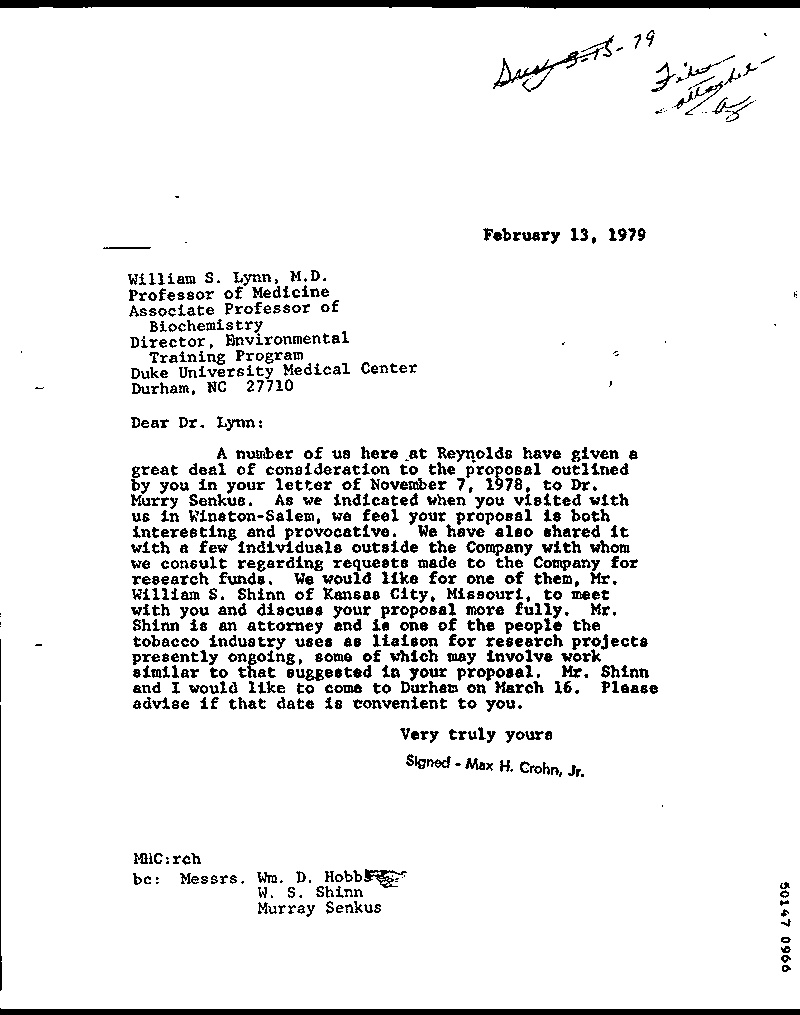 3-15-79
February 13, 1979
William S. Lynn, M.D.
Professor of Medicine
Associate Professor of
Biochemistry
Director, Environmental
Training Program
Duke University Medical Center
Durham, NC 27710
Dear Dr. Lynn:
A number of us here at Reynolds have given a
great deal of consideration to the proposal outlined
by you in your letter of November 7, 1978, to Dr.
Murry Senkus. As we indicated when you visited with
us in Winston-Salem, we feel your proposal is both
interesting and provocative. We have also shared it
with a few individuals outside the Company with whom
we consult regarding requests made to the Company for
research funds. We would like for one of them, Mr.
William S. Shinn of Kansas City, Missouri, to meet
with you and discuss your proposal more fully. Mr.
Shinn is an attorney and is one of the people the
tobacco industry uses as liaison for research projects
presently ongoing, some of which may involve work
similar to that suggested in your proposal. Mr. Shinn
and I would like to come to Durham on March 16. Please
advise if that date is convenient to you.
Very truly yours
Signed - Max H. Crohn, Jr.
MHC:rch
bc: Messrs. Wm. D. Hobbs
W. S. Shinn
Murray Senkus
50147 0966